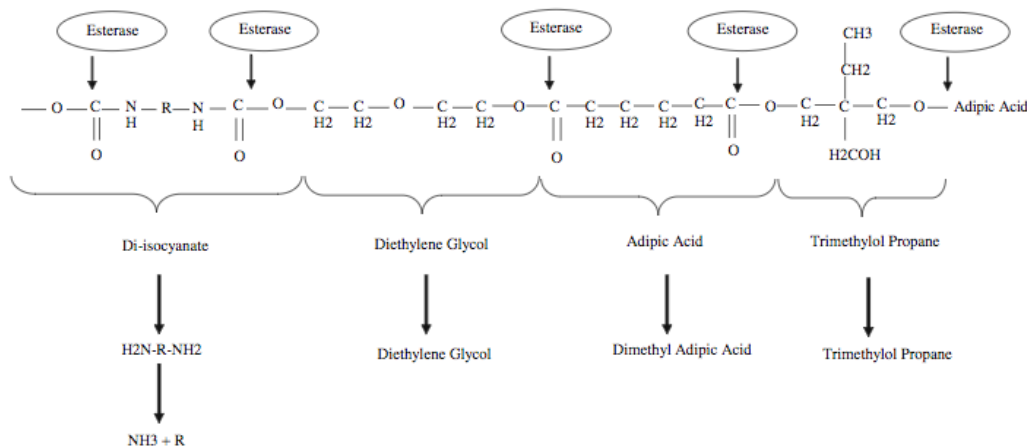 Esterase Esterase Esterase Esterase Esterase
CH3
CH2
O C N R N C O C C O C C O C C C C C C O C C C O Adipic Acid
H H H2 H2 H2 H2 H2 H2 H2 H2 H2 H2
O O O O H2COH
Di-isocyanate Diethylene Glycol Adipic Acid Trimethylol Propane
H2N-R-NH2 Diethylene Glycol Dimethyl Adipic Acid Trimethylol Propane
NH3 + R